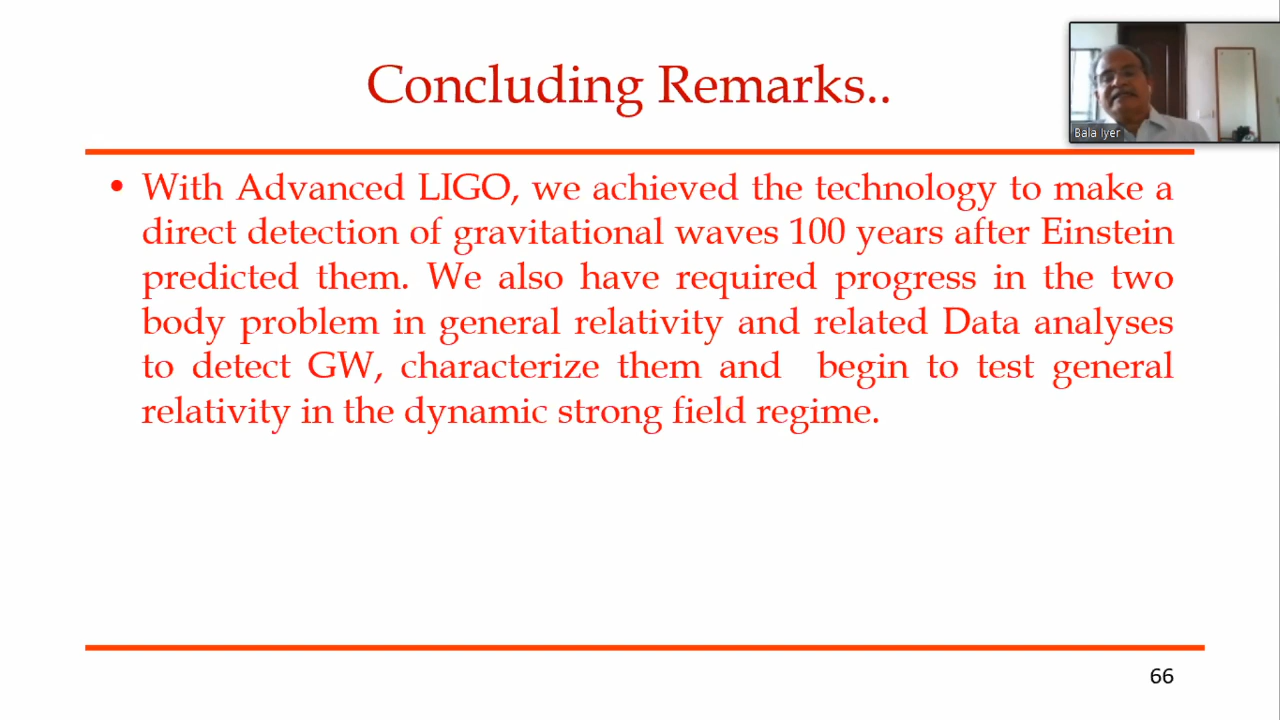 Concluding Remarks..
Bala Iyer
• With Advanced LIGO, we achieved the technology to make a
direct detection of gravitational waves 100 years after Einstein
predicted them. We also have required progress in the two
body problem in general relativity and related Data analyses
to detect GW, characterize them and begin to test general
relativity in the dynamic strong field regime.
66